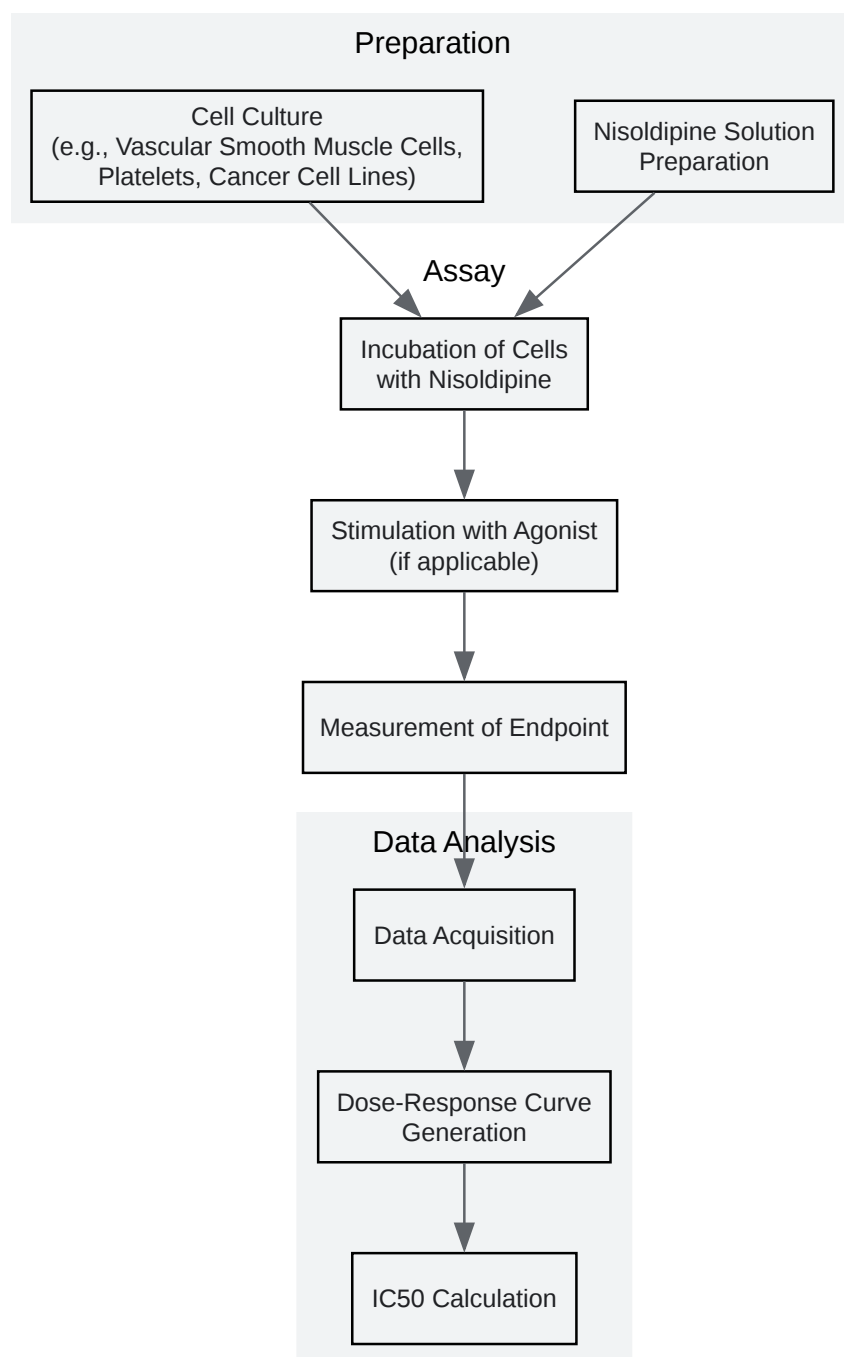 Preparation
Cell Culture
(e.g., Vascular Smooth Muscle Cells,
Platelets, Cancer Cell Lines)
Nisoldipine Solution
Preparation
Assay
Incubation of Cells
with Nisoldipine
Stimulation with Agonist
(if applicable)
Measurement of Endpoint
Data Analysis
Data Acquisition
Dose-Response Curve
Generation
IC50 Calculation